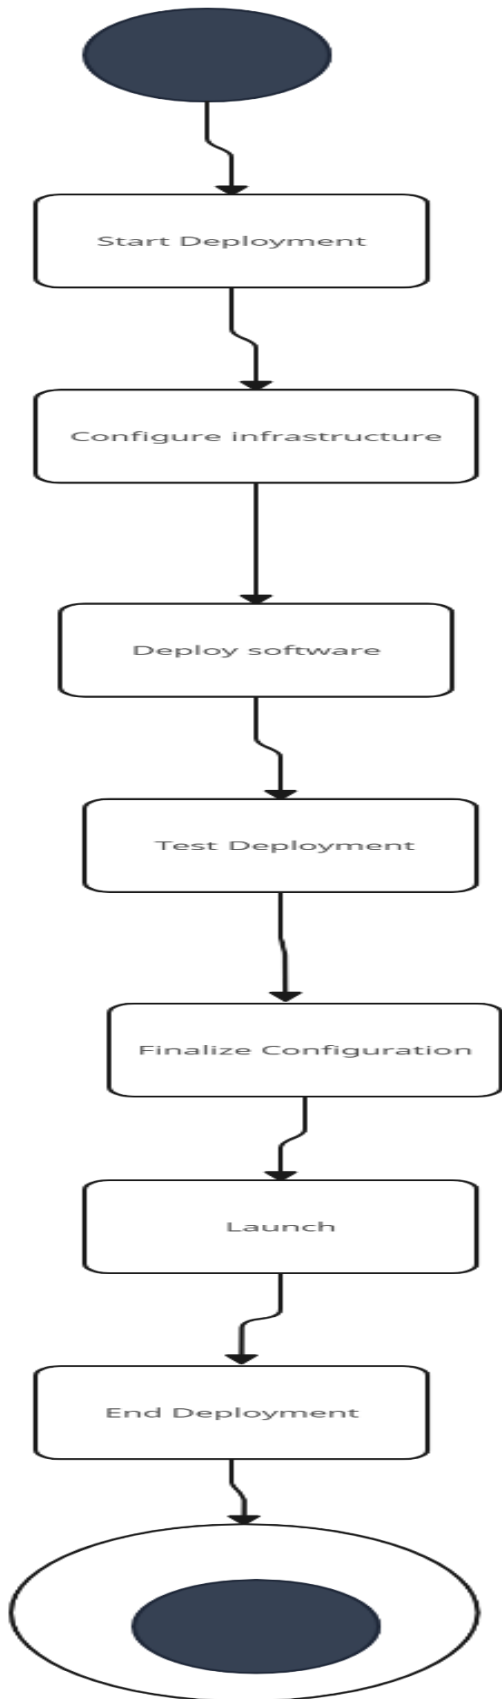 Start Deployment
Configure infrastructure
Deploy software
Test Deployment
Finalize Configuration
Launch
End Deployment